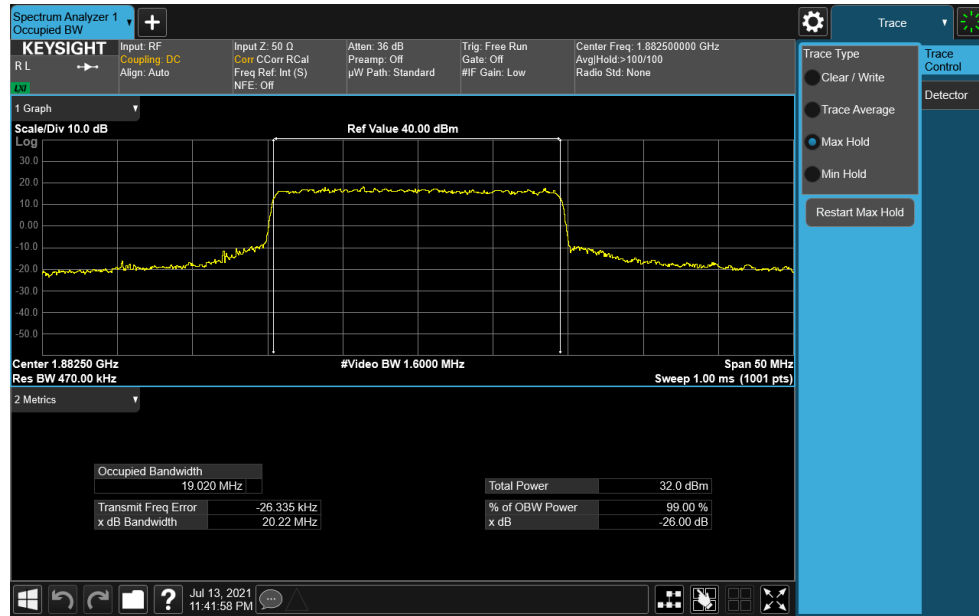 Spectrum Analyzer 1
Occupied BW
Trace
KEYSIGHT
R L
LXI
Input: RF
Coupling: DC
Align: Auto
Input Z: 50 Ω
Corr CCorr RCal
Freq Ref: Int (S)
NFE: Off
Atten: 36 dB
Preamp: Off
µW Path: Standard
Trig: Free Run
Gate: Off
#IF Gain: Low
Center Freq: 1.882500000 GHz
Avg|Hold:>100/100
Radio Std: None
Trace Type
Clear / Write
Trace Average
Max Hold
Min Hold
Restart Max Hold
Trace
Control
Detector
1 Graph
Scale/Div 10.0 dB
Ref Value 40.00 dBm
Log
30.0
20.0
10.0
0.00
-10.0
-20.0
-30.0
-40.0
-50.0
Center 1.88250 GHz
#Video BW 1.6000 MHz
Span 50 MHz
Res BW 470.00 kHz
Sweep 1.00 ms (1001 pts)
2 Metrics
Occupied Bandwidth
19.020 MHz
Total Power 32.0 dBm
Transmit Freq Error -26.335 kHz
% of OBW Power 99.00 %
x dB Bandwidth 20.22 MHz
x dB -26.00 dB
Jul 13, 2021
11:41:58 PM